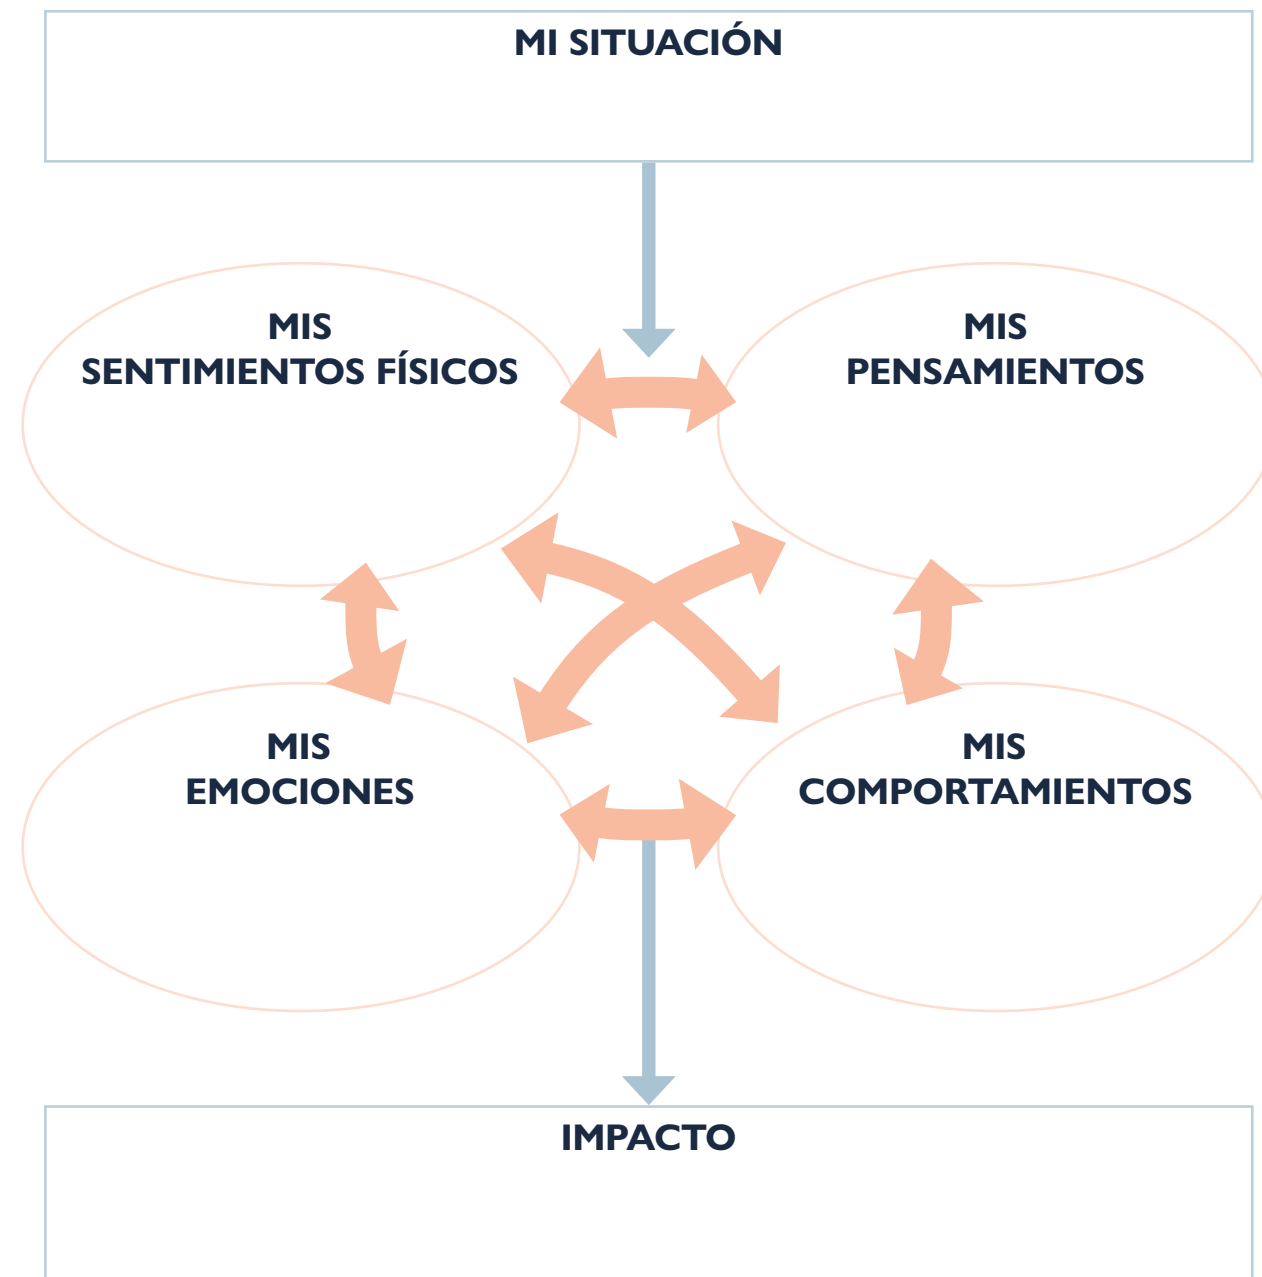 MI SITUACIÓN
MIS
SENTIMIENTOS FÍSICOS
MIS
PENSAMIENTOS
MIS
EMOCIONES
MIS
COMPORTAMIENTOS
IMPACTO